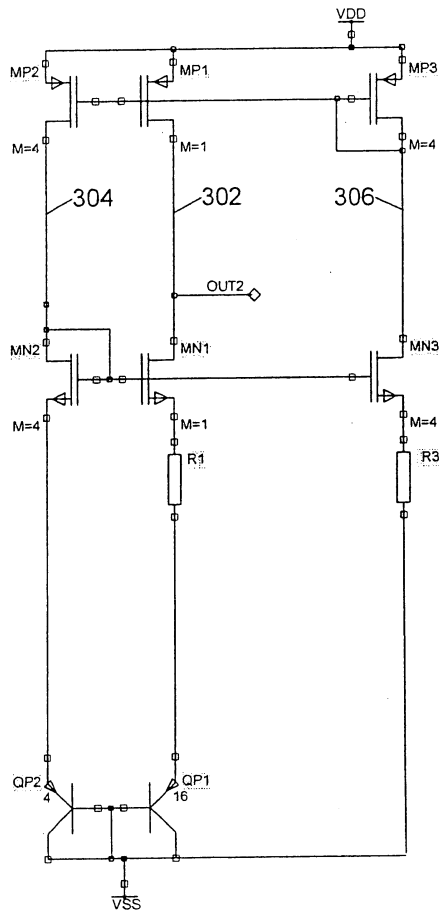 VDD
MP2 MP1 MP3
M=4 M=1 M=4
304 302 306
OUT2
MN2 MN1 MN3
M=4 M=1 M=4
R1 R3
QP2 QP1
4 16
VSS